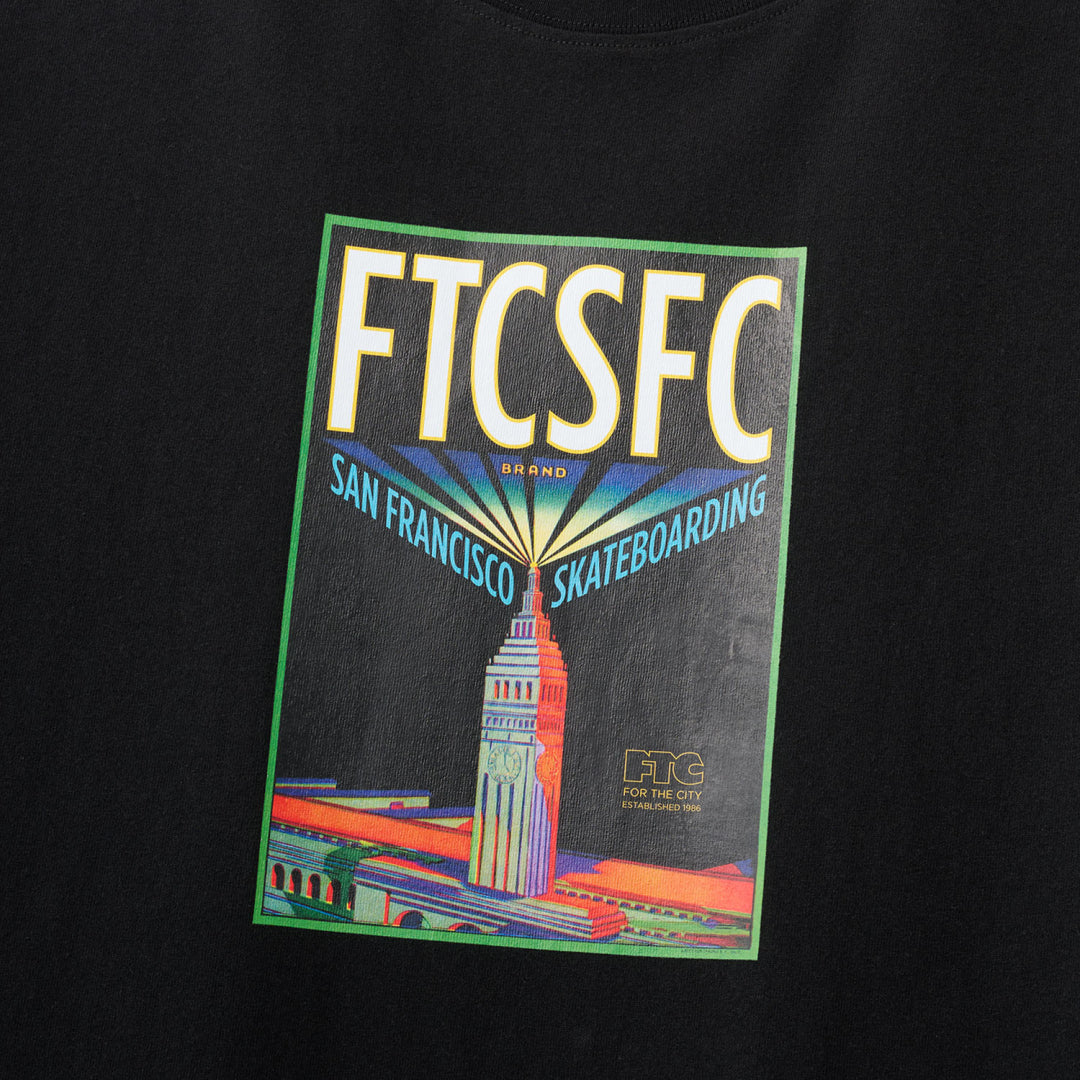 FTCSFC
BRAND
SAN FRANCISCO
SKATEBOARDING
FTC
FOR THE CITY
ESTABLISHED 1986